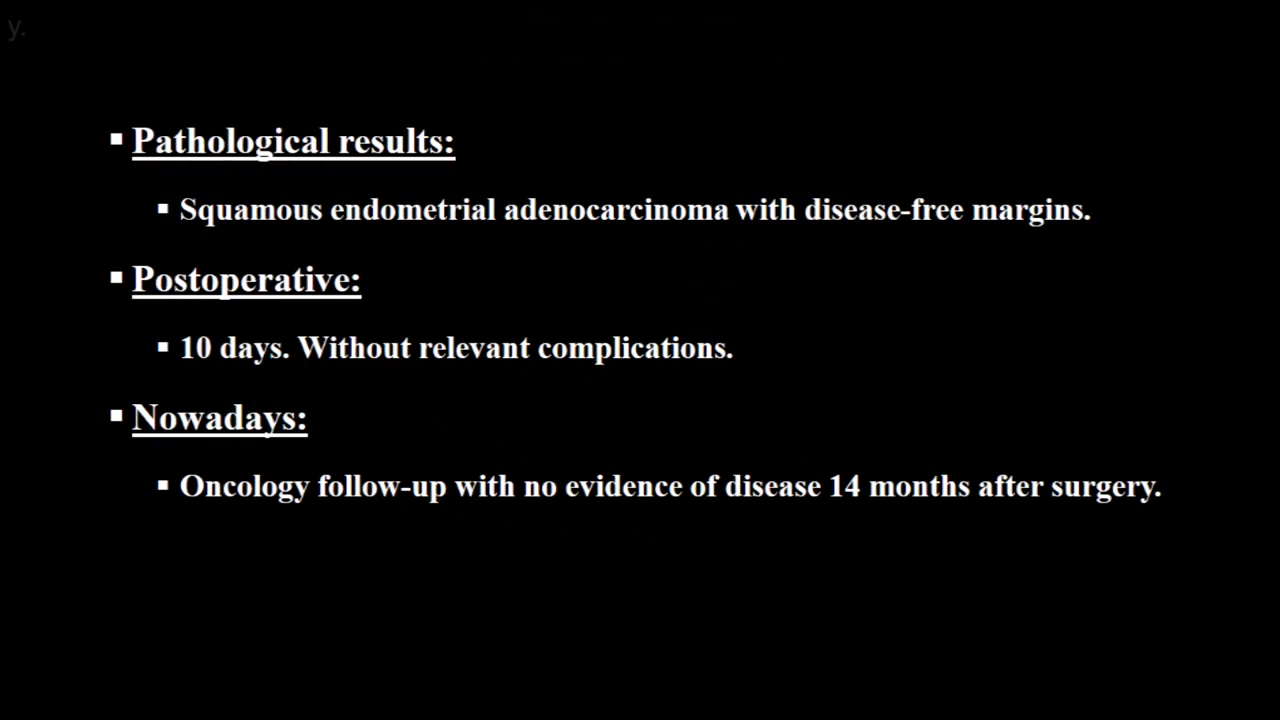 y.
▪ Pathological results:
▪ Squamous endometrial adenocarcinoma with disease-free margins.
▪ Postoperative:
▪ 10 days. Without relevant complications.
▪ Nowadays:
▪ Oncology follow-up with no evidence of disease 14 months after surgery.